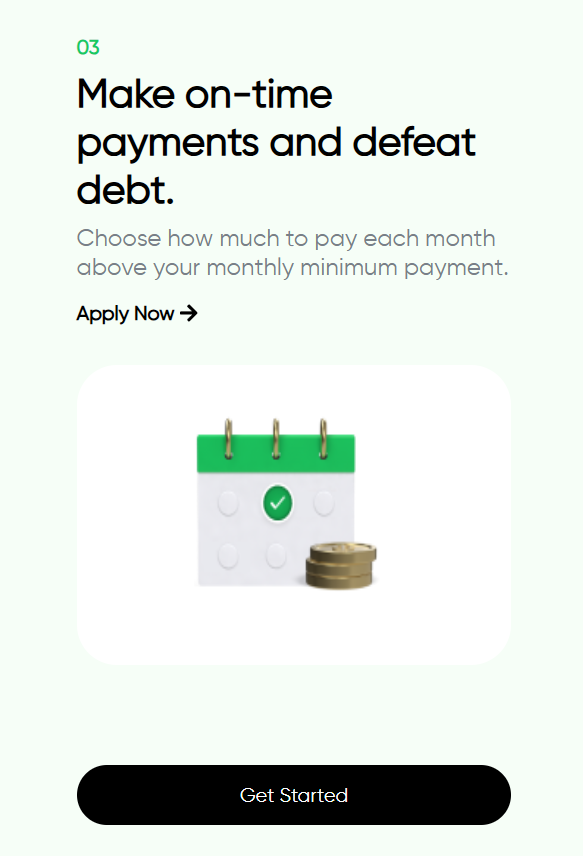 03
Make on-time
payments and defeat
debt.
Choose how much to pay each month
above your monthly minimum payment.
Apply Now →
Get Started